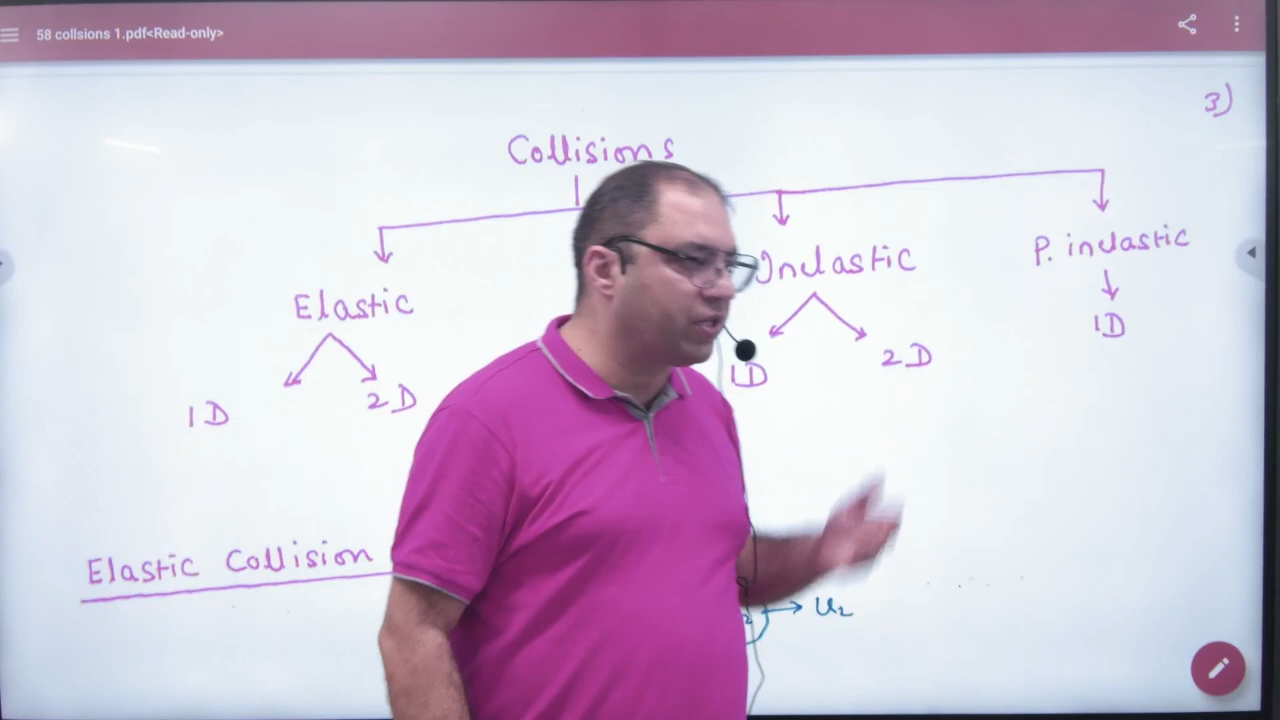 58 collsions 1.pdf<Read-only>
3)
Collisions
Elastic
Inelastic
P. inelastic
1D
2D
1D
2D
1D
Elastic Collision
2
u2